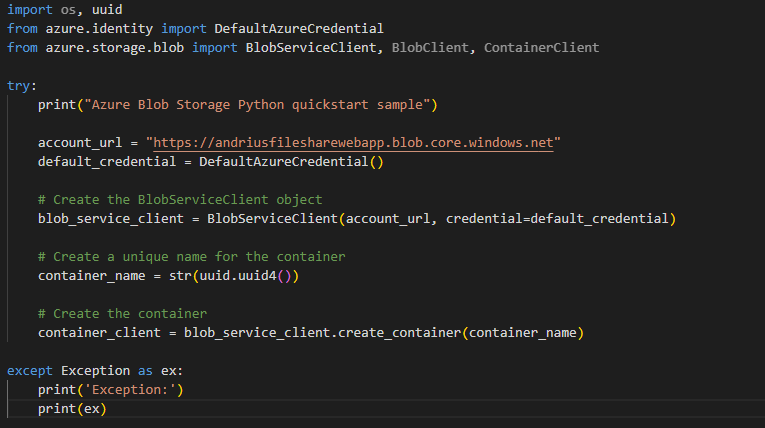 import os, uuid
from azure.identity import DefaultAzureCredential
from azure.storage.blob import BlobServiceClient, BlobClient, ContainerClient
try:
print("Azure Blob Storage Python quickstart sample")
account_url = "https://andriusfilesharewebapp.blob.core.windows.net"
default_credential = DefaultAzureCredential()
# Create the BlobServiceClient object
blob_service_client = BlobServiceClient(account_url, credential=default_credential)
# Create a unique name for the container
container_name = str(uuid.uuid4())
# Create the container
container_client = blob_service_client.create_container(container_name)
except Exception as ex:
print('Exception:')
print(ex)